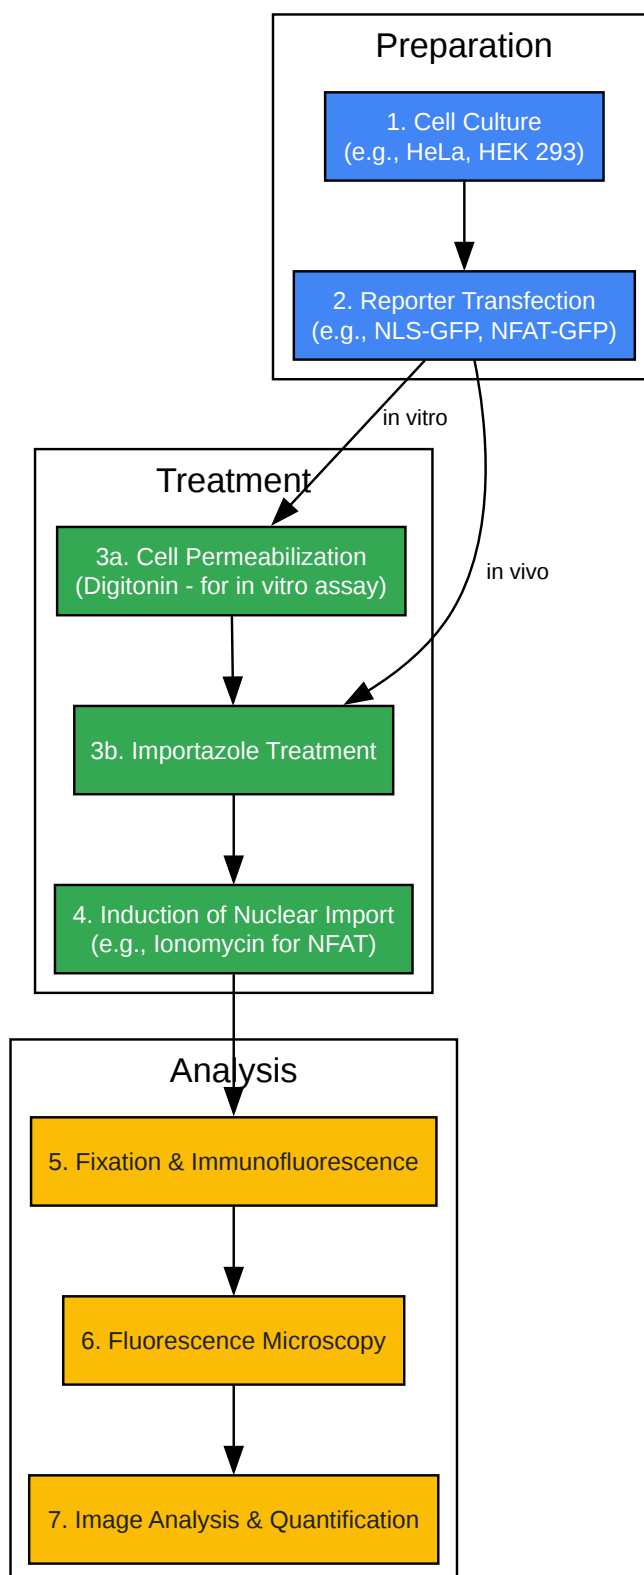 Preparation
1. Cell Culture
(e.g., HeLa, HEK 293)
2. Reporter Transfection
(e.g., NLS-GFP, NFAT-GFP)
in vitro
Treatment
3a. Cell Permeabilization
(Digitonin - for in vitro assay)
in vivo
3b. Importazole Treatment
4. Induction of Nuclear Import
(e.g., Ionomycin for NFAT)
Analysis
5. Fixation & Immunofluorescence
6. Fluorescence Microscopy
7. Image Analysis & Quantification